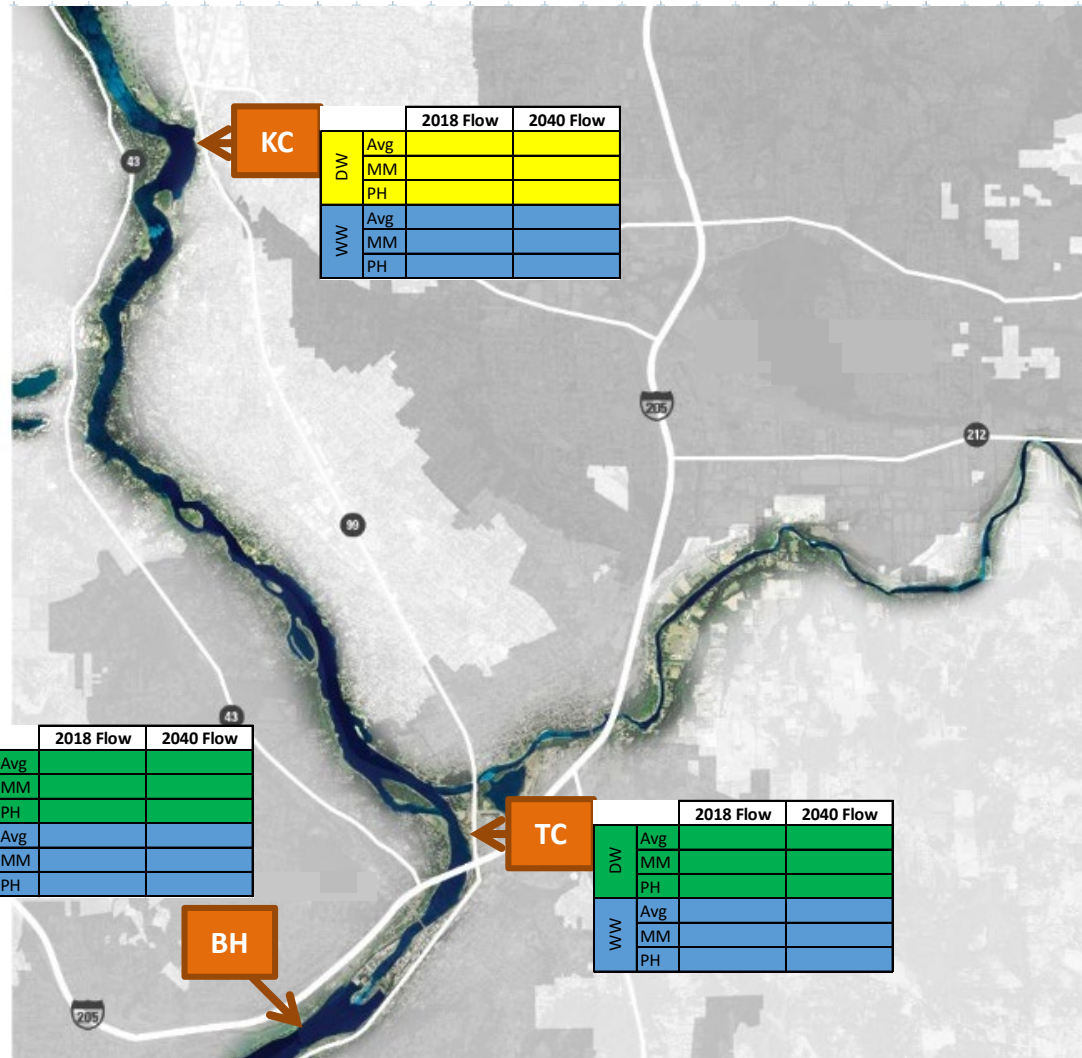 KC
2018 Flow 2040 Flow
DW
Avg
MM
PH
WW
Avg
MM
PH
43
205
212
99
43
2018 Flow 2040 Flow
Avg
MM
PH
Avg
MM
PH
TC
2018 Flow 2040 Flow
DW
Avg
MM
PH
WW
Avg
MM
PH
BH
205